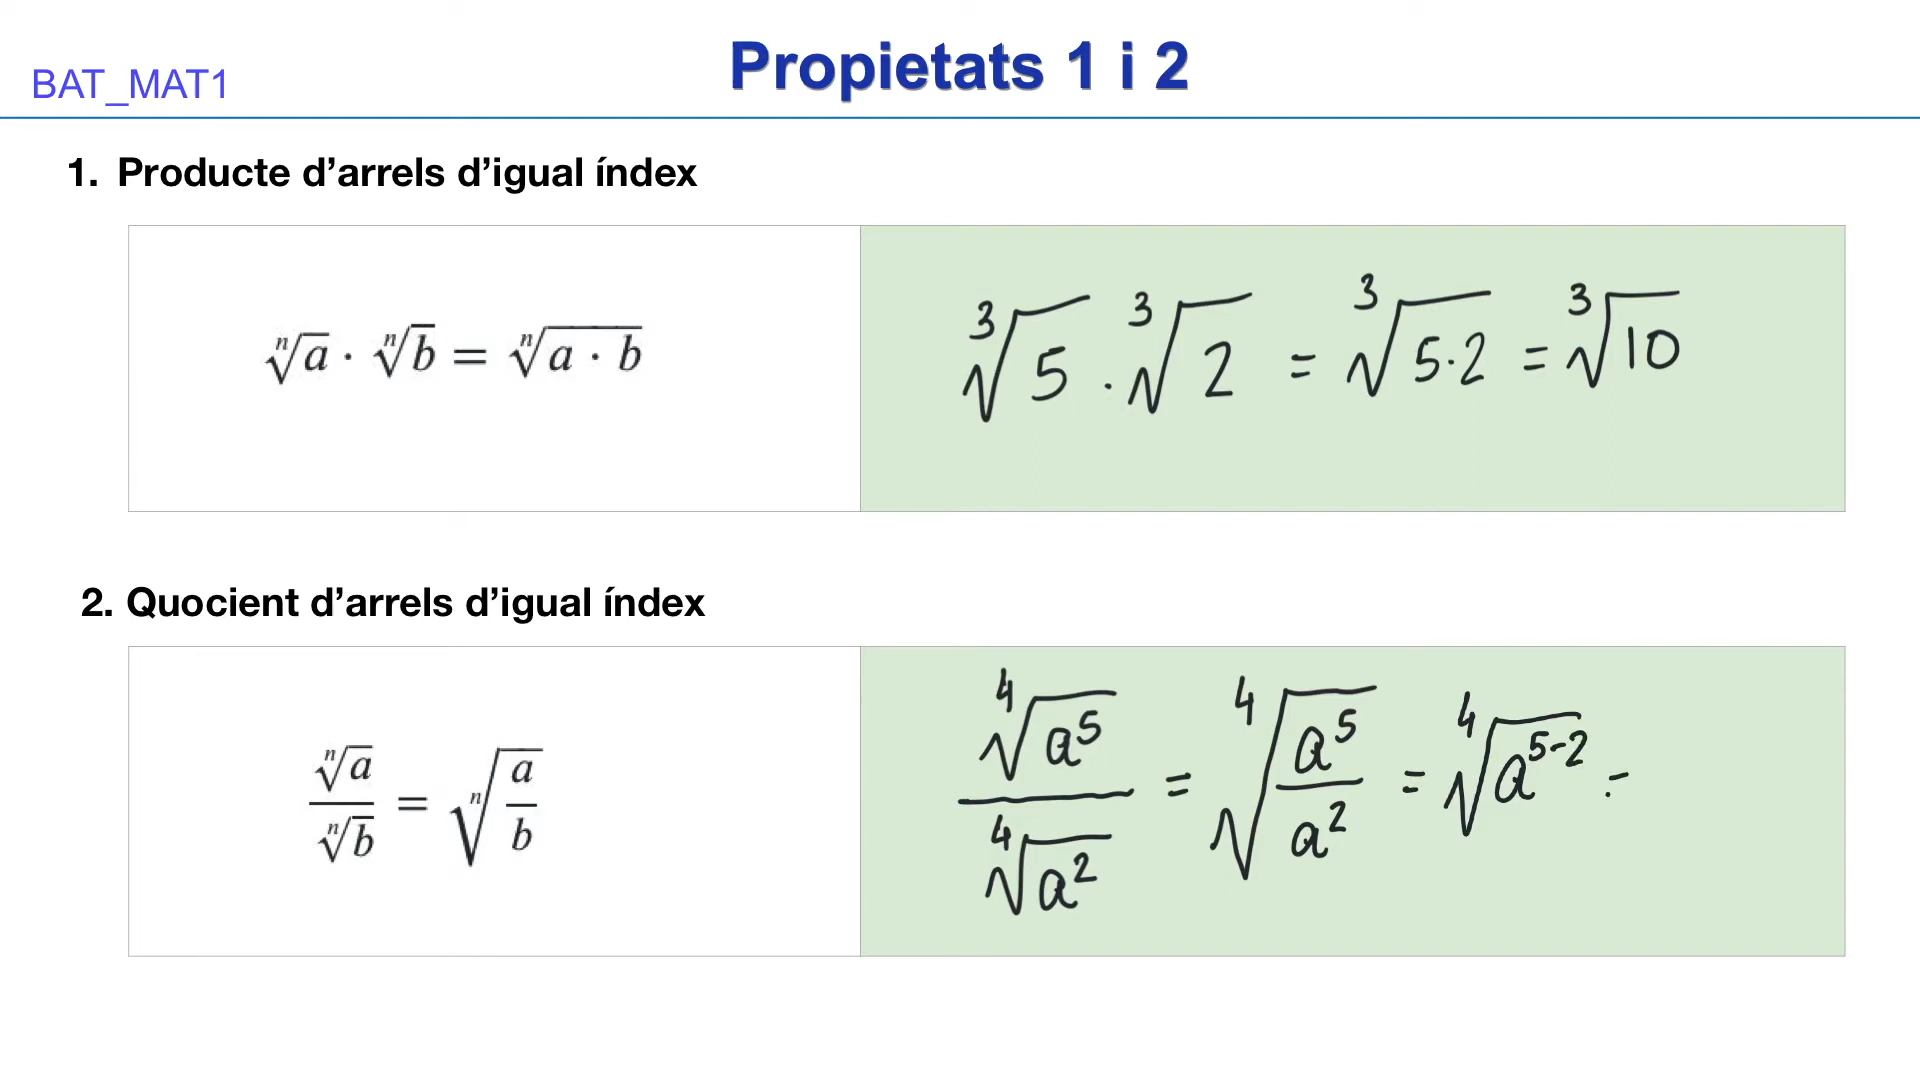 BAT_MAT1
Propietats 1 i 2
1. Producte d’arrels d’igual índex
ⁿ√a · ⁿ√b = ⁿ√(a · b)
³√5 · ³√2 = ³√(5·2) = ³√10
2. Quocient d’arrels d’igual índex
ⁿ√a / ⁿ√b = ⁿ√(a/b)
⁴√(a⁵) / ⁴√(a²) = ⁴√(a⁵/a²) = ⁴√(a⁵⁻²) =